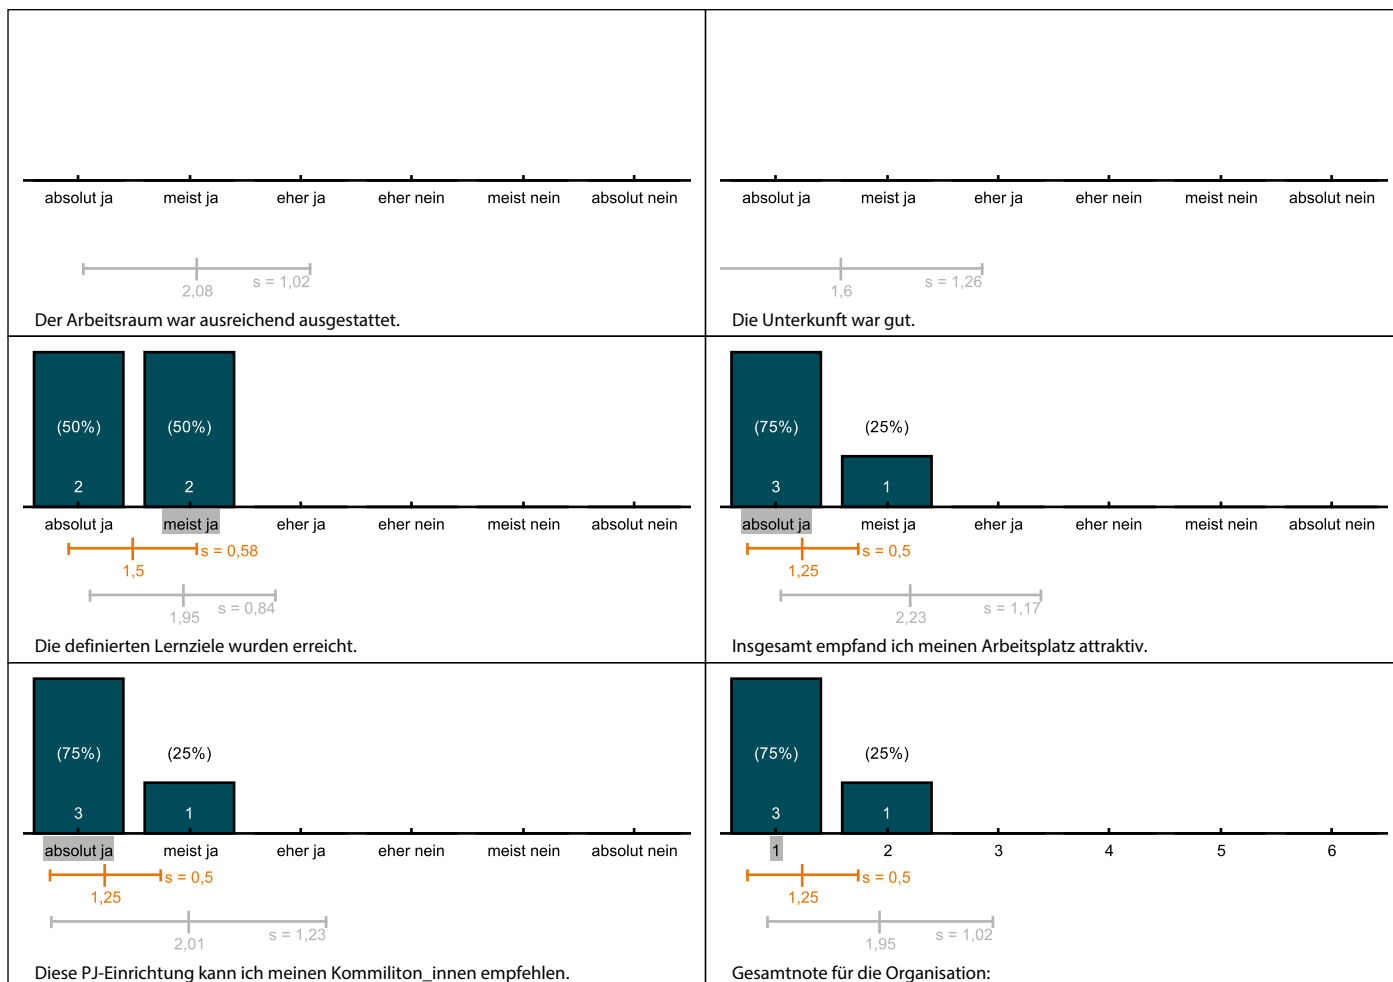 absolut ja meist ja eher ja eher nein meist nein absolut nein
s = 1,02
2,08
Der Arbeitsraum war ausreichend ausgestattet.
absolut ja meist ja eher ja eher nein meist nein absolut nein
s = 1,26
1,6
Die Unterkunft war gut.
(50%) (50%)
2 2
absolut ja meist ja eher ja eher nein meist nein absolut nein
s = 0,58
1,5
s = 0,84
1,95
Die definierten Lernziele wurden erreicht.
(75%) (25%)
3 1
absolut ja meist ja eher ja eher nein meist nein absolut nein
s = 0,5
1,25
s = 1,17
2,23
Insgesamt empfand ich meinen Arbeitsplatz attraktiv.
(75%) (25%)
3 1
absolut ja meist ja eher ja eher nein meist nein absolut nein
s = 0,5
1,25
s = 1,23
2,01
Diese PJ-Einrichtung kann ich meinen Kommiliton_innen empfehlen.
(75%) (25%)
3 1
1 2 3 4 5 6
s = 0,5
1,25
s = 1,02
1,95
Gesamtnote für die Organisation: